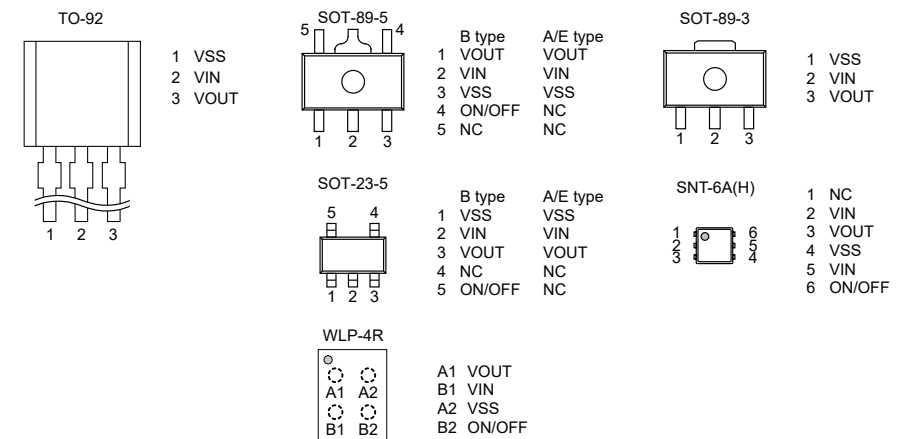 TO-92
1 VSS
2 VIN
3 VOUT
1 2 3
SOT-89-5
5 4
1 2 3
B type A/E type
1 VOUT VOUT
2 VIN VIN
3 VSS VSS
4 ON/OFF NC
5 NC NC
SOT-89-3
1 2 3
1 VSS
2 VIN
3 VOUT
SOT-23-5
5 4
1 2 3
B type A/E type
1 VSS VSS
2 VIN VIN
3 VOUT VOUT
4 NC NC
5 ON/OFF NC
SNT-6A(H)
1 6
2 5
3 4
1 NC
2 VIN
3 VOUT
4 VSS
5 VIN
6 ON/OFF
WLP-4R
A1 A2
B1 B2
A1 VOUT
B1 VIN
A2 VSS
B2 ON/OFF